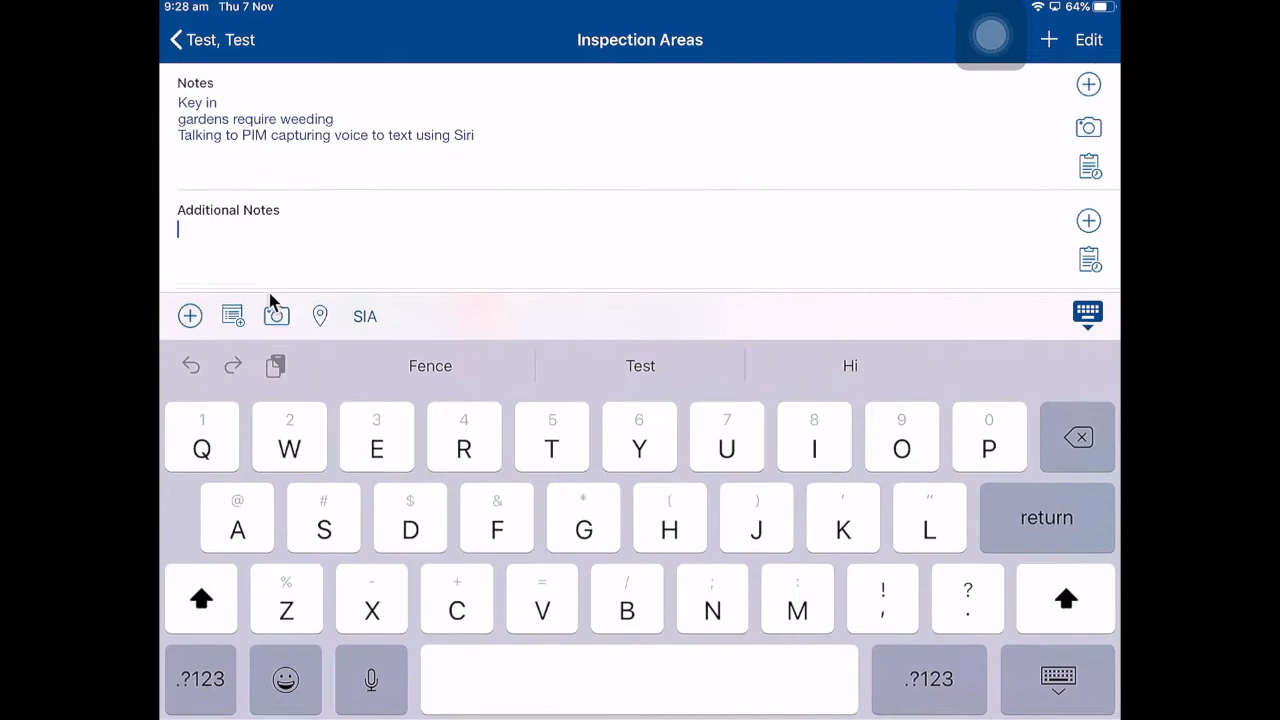 9:28 am Thu 7 Nov 64%
Test, Test Inspection Areas Edit
Notes
Key in
gardens require weeding
Talking to PIM capturing voice to text using Siri
Additional Notes
SIA
Fence Test Hi
1 2 3 4 5 6 7 8 9 0
Q W E R T Y U I O P
@ # $ & * ( ) ' "
A S D F G H J K L return
% - + = / ; : ! ?
Z X C V B N M , .
.?123 .?123